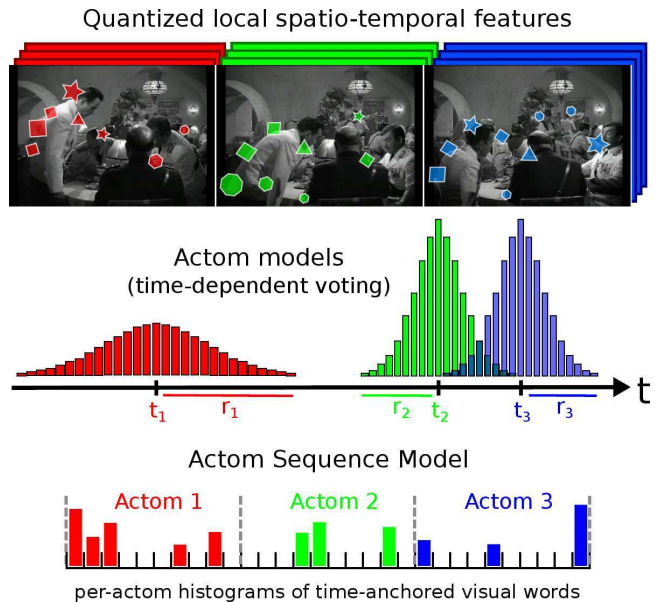 Quantized local spatio-temporal features
Actom models
(time-dependent voting)
t1 r1 r2 t2 t3 r3 t
Actom Sequence Model
Actom 1 Actom 2 Actom 3
per-actom histograms of time-anchored visual words